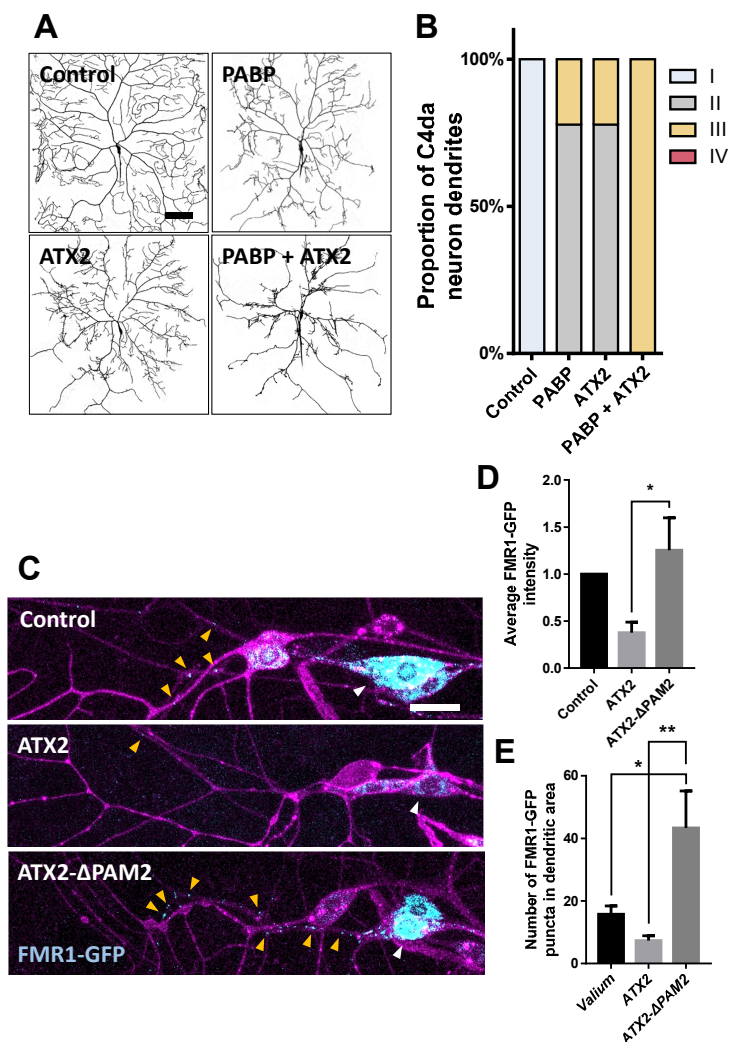 A
Control
PABP
ATX2
PABP + ATX2
B
Proportion of C4da
neuron dendrites
100%
50%
0%
Control
PABP
ATX2
PABP + ATX2
I
II
III
IV
C
Control
ATX2
ATX2-ΔPAM2
FMR1-GFP
D
Average FMR1-GFP
intensity
2.0
1.5
1.0
0.5
0.0
*
Control
ATX2
ATX2-ΔPAM2
E
Number of FMR1-GFP
puncta in dendritic area
60
40
20
0
*
**
Valium
ATX2
ATX2-ΔPAM2